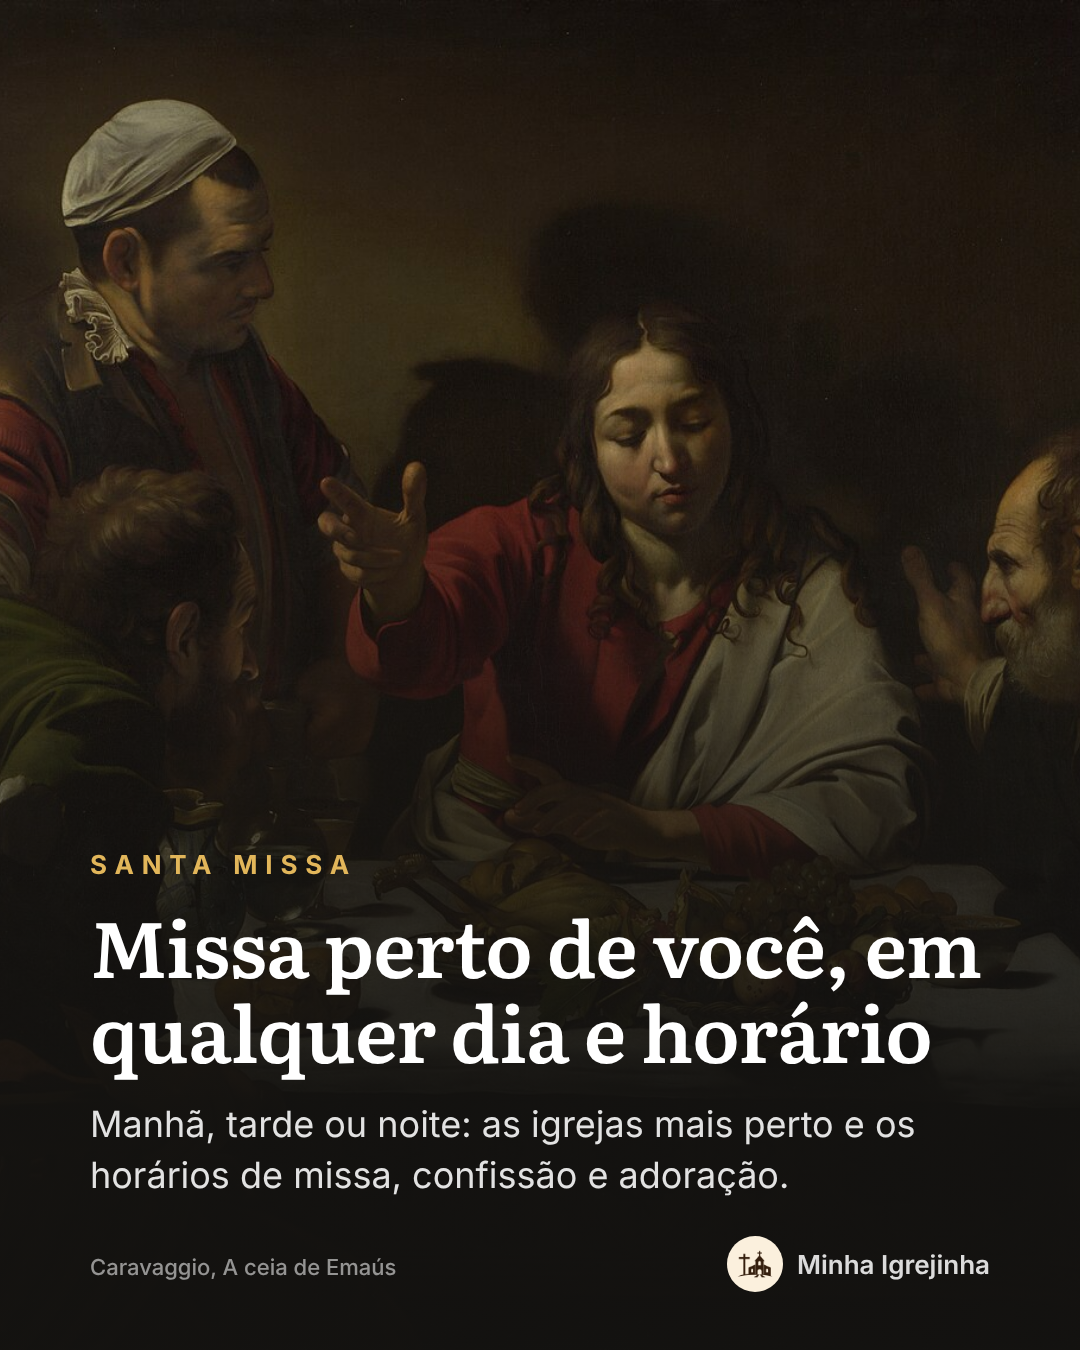 SANTA MISSA
Missa perto de você, em
qualquer dia e horário
Manhã, tarde ou noite: as igrejas mais perto e os
horários de missa, confissão e adoração.
Caravaggio, A ceia de Emaús
Minha Igrejinha